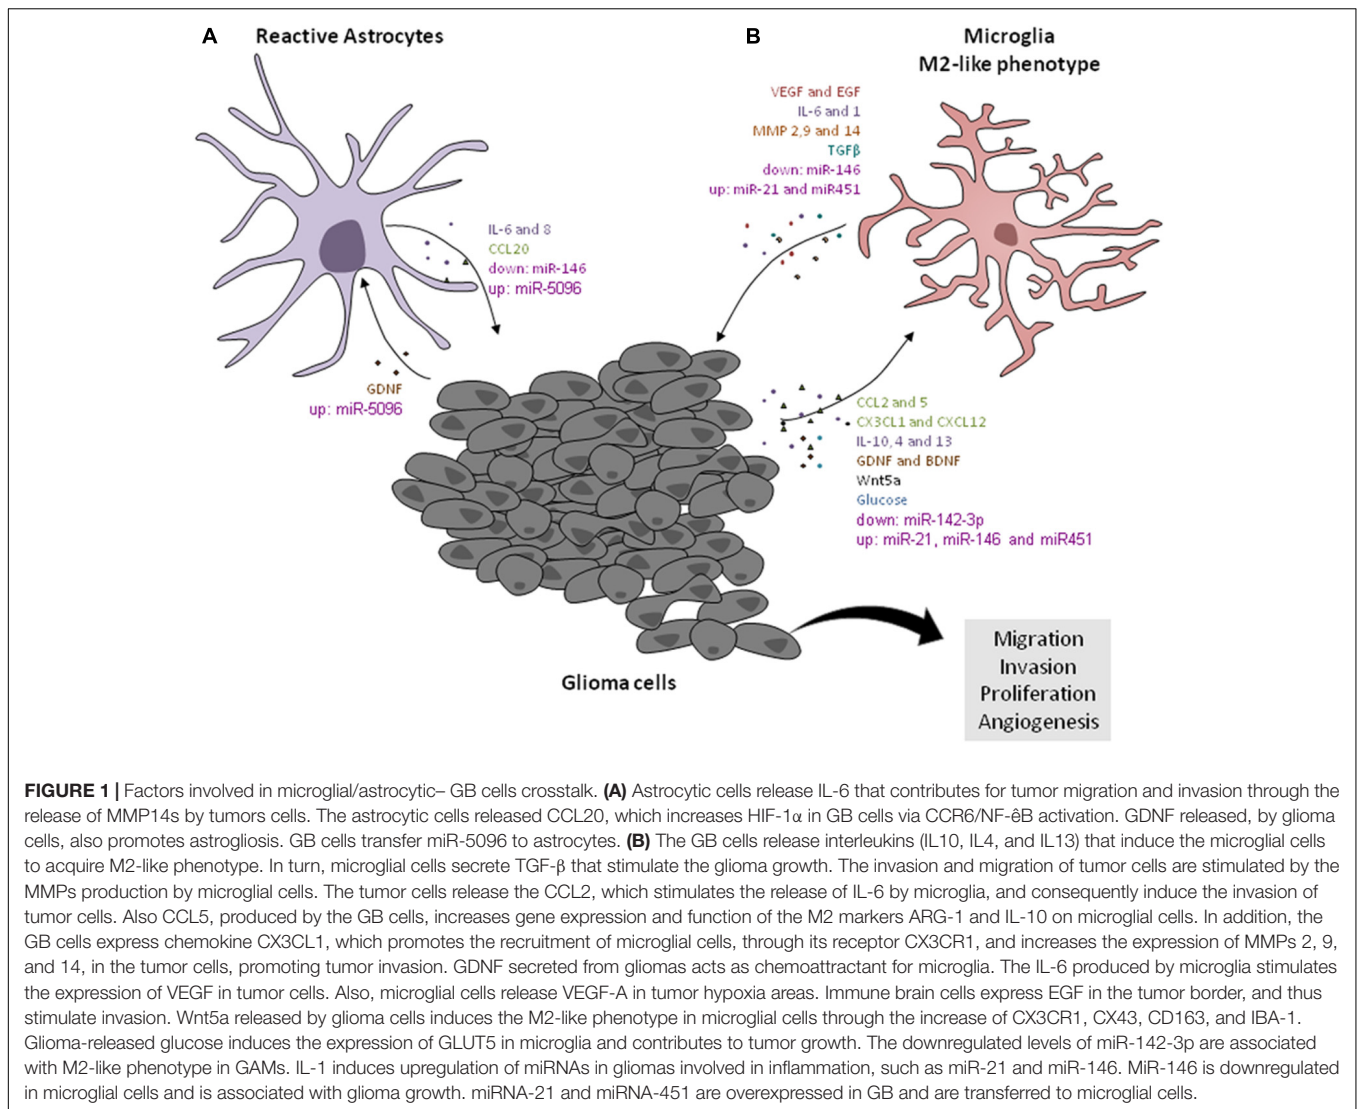 A
Reactive Astrocytes
IL-6 and 8
CCL20
down: miR-146
up: miR-5096
GDNF
up: miR-5096
B
Microglia
M2-like phenotype
VEGF and EGF
IL-6 and 1
MMP 2,9 and 14
TGFβ
down: miR-146
up: miR-21 and miR451
CCL2 and 5
CX3CL1 and CXCL12
IL-10,4 and 13
GDNF and BDNF
Wnt5a
Glucose
down: miR-142-3p
up: miR-21, miR-146 and miR451
Glioma cells
Migration
Invasion
Proliferation
Angiogenesis
FIGURE 1 | Factors involved in microglial/astrocytic– GB cells crosstalk. (A) Astrocytic cells release IL-6 that contributes for tumor migration and invasion through the
release of MMP14s by tumors cells. The astrocytic cells released CCL20, which increases HIF-1α in GB cells via CCR6/NF-êB activation. GDNF released, by glioma
cells, also promotes astrogliosis. GB cells transfer miR-5096 to astrocytes. (B) The GB cells release interleukins (IL10, IL4, and IL13) that induce the microglial cells
to acquire M2-like phenotype. In turn, microglial cells secrete TGF-β that stimulate the glioma growth. The invasion and migration of tumor cells are stimulated by the
MMPs production by microglial cells. The tumor cells release the CCL2, which stimulates the release of IL-6 by microglia, and consequently induce the invasion of
tumor cells. Also CCL5, produced by the GB cells, increases gene expression and function of the M2 markers ARG-1 and IL-10 on microglial cells. In addition, the
GB cells express chemokine CX3CL1, which promotes the recruitment of microglial cells, through its receptor CX3CR1, and increases the expression of MMPs 2, 9,
and 14, in the tumor cells, promoting tumor invasion. GDNF secreted from gliomas acts as chemoattractant for microglia. The IL-6 produced by microglia stimulates
the expression of VEGF in tumor cells. Also, microglial cells release VEGF-A in tumor hypoxia areas. Immune brain cells express EGF in the tumor border, and thus
stimulate invasion. Wnt5a released by glioma cells induces the M2-like phenotype in microglial cells through the increase of CX3CR1, CX43, CD163, and IBA-1.
Glioma-released glucose induces the expression of GLUT5 in microglia and contributes to tumor growth. The downregulated levels of miR-142-3p are associated
with M2-like phenotype in GAMs. IL-1 induces upregulation of miRNAs in gliomas involved in inflammation, such as miR-21 and miR-146. MiR-146 is downregulated
in microglial cells and is associated with glioma growth. miRNA-21 and miRNA-451 are overexpressed in GB and are transferred to microglial cells.